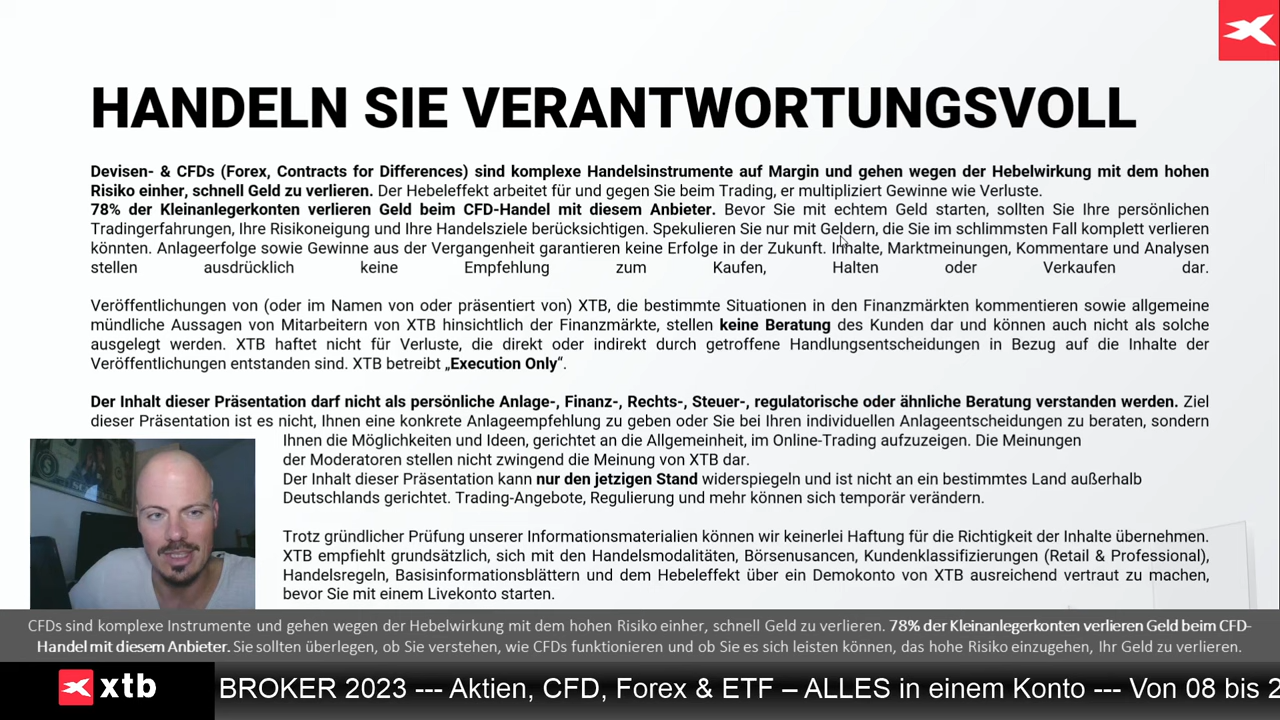 HANDELN SIE VERANTWORTUNGSVOLL
Devisen- & CFDs (Forex, Contracts for Differences) sind komplexe Handelsinstrumente auf Margin und gehen wegen der Hebelwirkung mit dem hohen
Risiko einher, schnell Geld zu verlieren. Der Hebeleffekt arbeitet für und gegen Sie beim Trading, er multipliziert Gewinne wie Verluste.
78% der Kleinanlegerkonten verlieren Geld beim CFD-Handel mit diesem Anbieter. Bevor Sie mit echtem Geld starten, sollten Sie Ihre persönlichen
Tradingerfahrungen, Ihre Risikoneigung und Ihre Handelsziele berücksichtigen. Spekulieren Sie nur mit Geldern, die Sie im schlimmsten Fall komplett verlieren
könnten. Anlageerfolge sowie Gewinne aus der Vergangenheit garantieren keine Erfolge in der Zukunft. Inhalte, Marktmeinungen, Kommentare und Analysen
stellen ausdrücklich keine Empfehlung zum Kaufen, Halten oder Verkaufen dar.
Veröffentlichungen von (oder im Namen von oder präsentiert von) XTB, die bestimmte Situationen in den Finanzmärkten kommentieren sowie allgemeine
mündliche Aussagen von Mitarbeitern von XTB hinsichtlich der Finanzmärkte, stellen keine Beratung des Kunden dar und können auch nicht als solche
ausgelegt werden. XTB haftet nicht für Verluste, die direkt oder indirekt durch getroffene Handlungsentscheidungen in Bezug auf die Inhalte der
Veröffentlichungen entstanden sind. XTB betreibt „Execution Only“.
Der Inhalt dieser Präsentation darf nicht als persönliche Anlage-, Finanz-, Rechts-, Steuer-, regulatorische oder ähnliche Beratung verstanden werden. Ziel
dieser Präsentation ist es nicht, Ihnen eine konkrete Anlageempfehlung zu geben oder Sie bei Ihren individuellen Anlageentscheidungen zu beraten, sondern
Ihnen die Möglichkeiten und Ideen, gerichtet an die Allgemeinheit, im Online-Trading aufzuzeigen. Die Meinungen
der Moderatoren stellen nicht zwingend die Meinung von XTB dar.
Der Inhalt dieser Präsentation kann nur den jetzigen Stand widerspiegeln und ist nicht an ein bestimmtes Land außerhalb
Deutschlands gerichtet. Trading-Angebote, Regulierung und mehr können sich temporär verändern.
Trotz gründlicher Prüfung unserer Informationsmaterialien können wir keinerlei Haftung für die Richtigkeit der Inhalte übernehmen.
XTB empfiehlt grundsätzlich, sich mit den Handelsmodalitäten, Börsenusancen, Kundenklassifizierungen (Retail & Professional),
Handelsregeln, Basisinformationsblättern und dem Hebeleffekt über ein Demokonto von XTB ausreichend vertraut zu machen,
bevor Sie mit einem Livekonto starten.
CFDs sind komplexe Instrumente und gehen wegen der Hebelwirkung mit dem hohen Risiko einher, schnell Geld zu verlieren. 78% der Kleinanlegerkonten verlieren Geld beim CFD-
Handel mit diesem Anbieter. Sie sollten überlegen, ob Sie verstehen, wie CFDs funktionieren und ob Sie es sich leisten können, das hohe Risiko einzugehen, Ihr Geld zu verlieren.
xtb BROKER 2023 --- Aktien, CFD, Forex & ETF – ALLES in einem Konto --- Von 08 bis 2